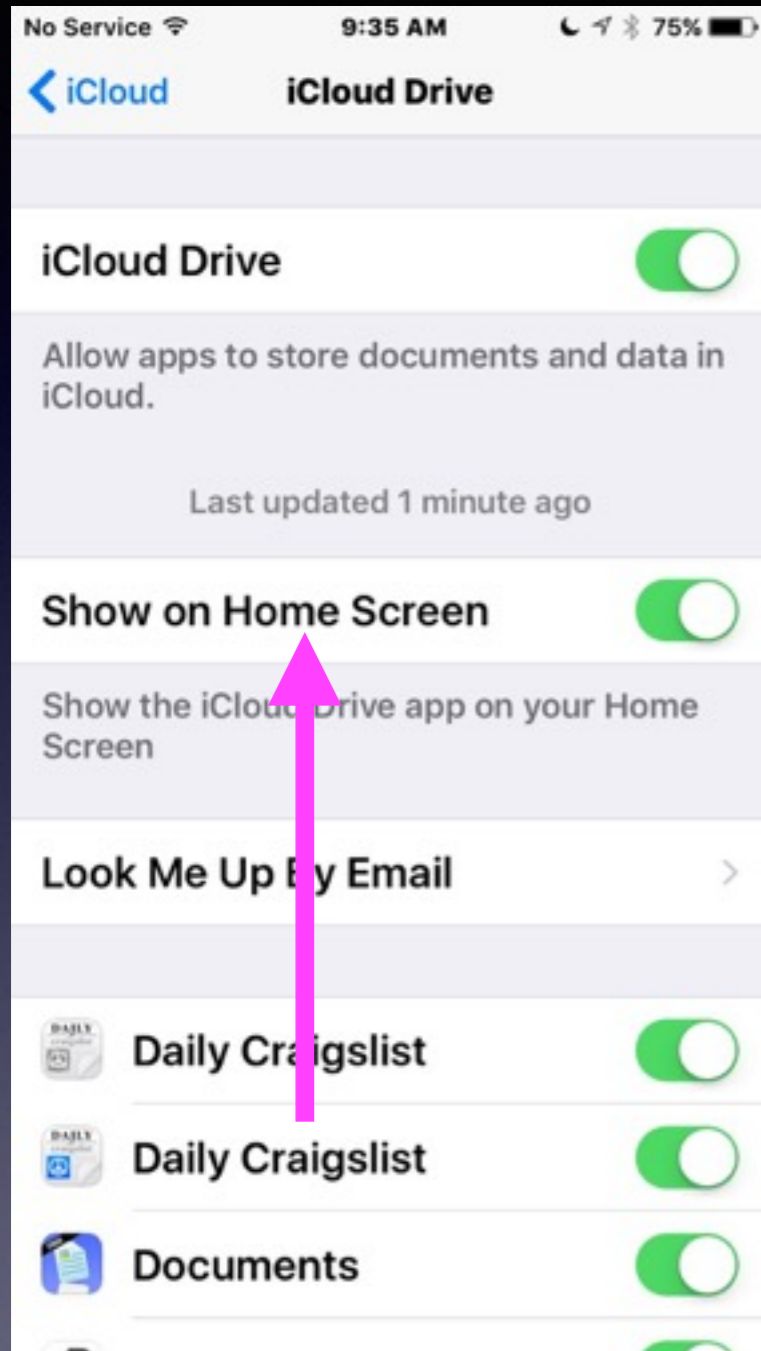 No Service 9:35 AM 75%
iCloud iCloud Drive
iCloud Drive
Allow apps to store documents and data in
iCloud.
Last updated 1 minute ago
Show on Home Screen
Show the iCloud Drive app on your Home
Screen
Look Me Up By Email
DAILY
Daily Craigslist
DAILY
Daily Craigslist
Documents